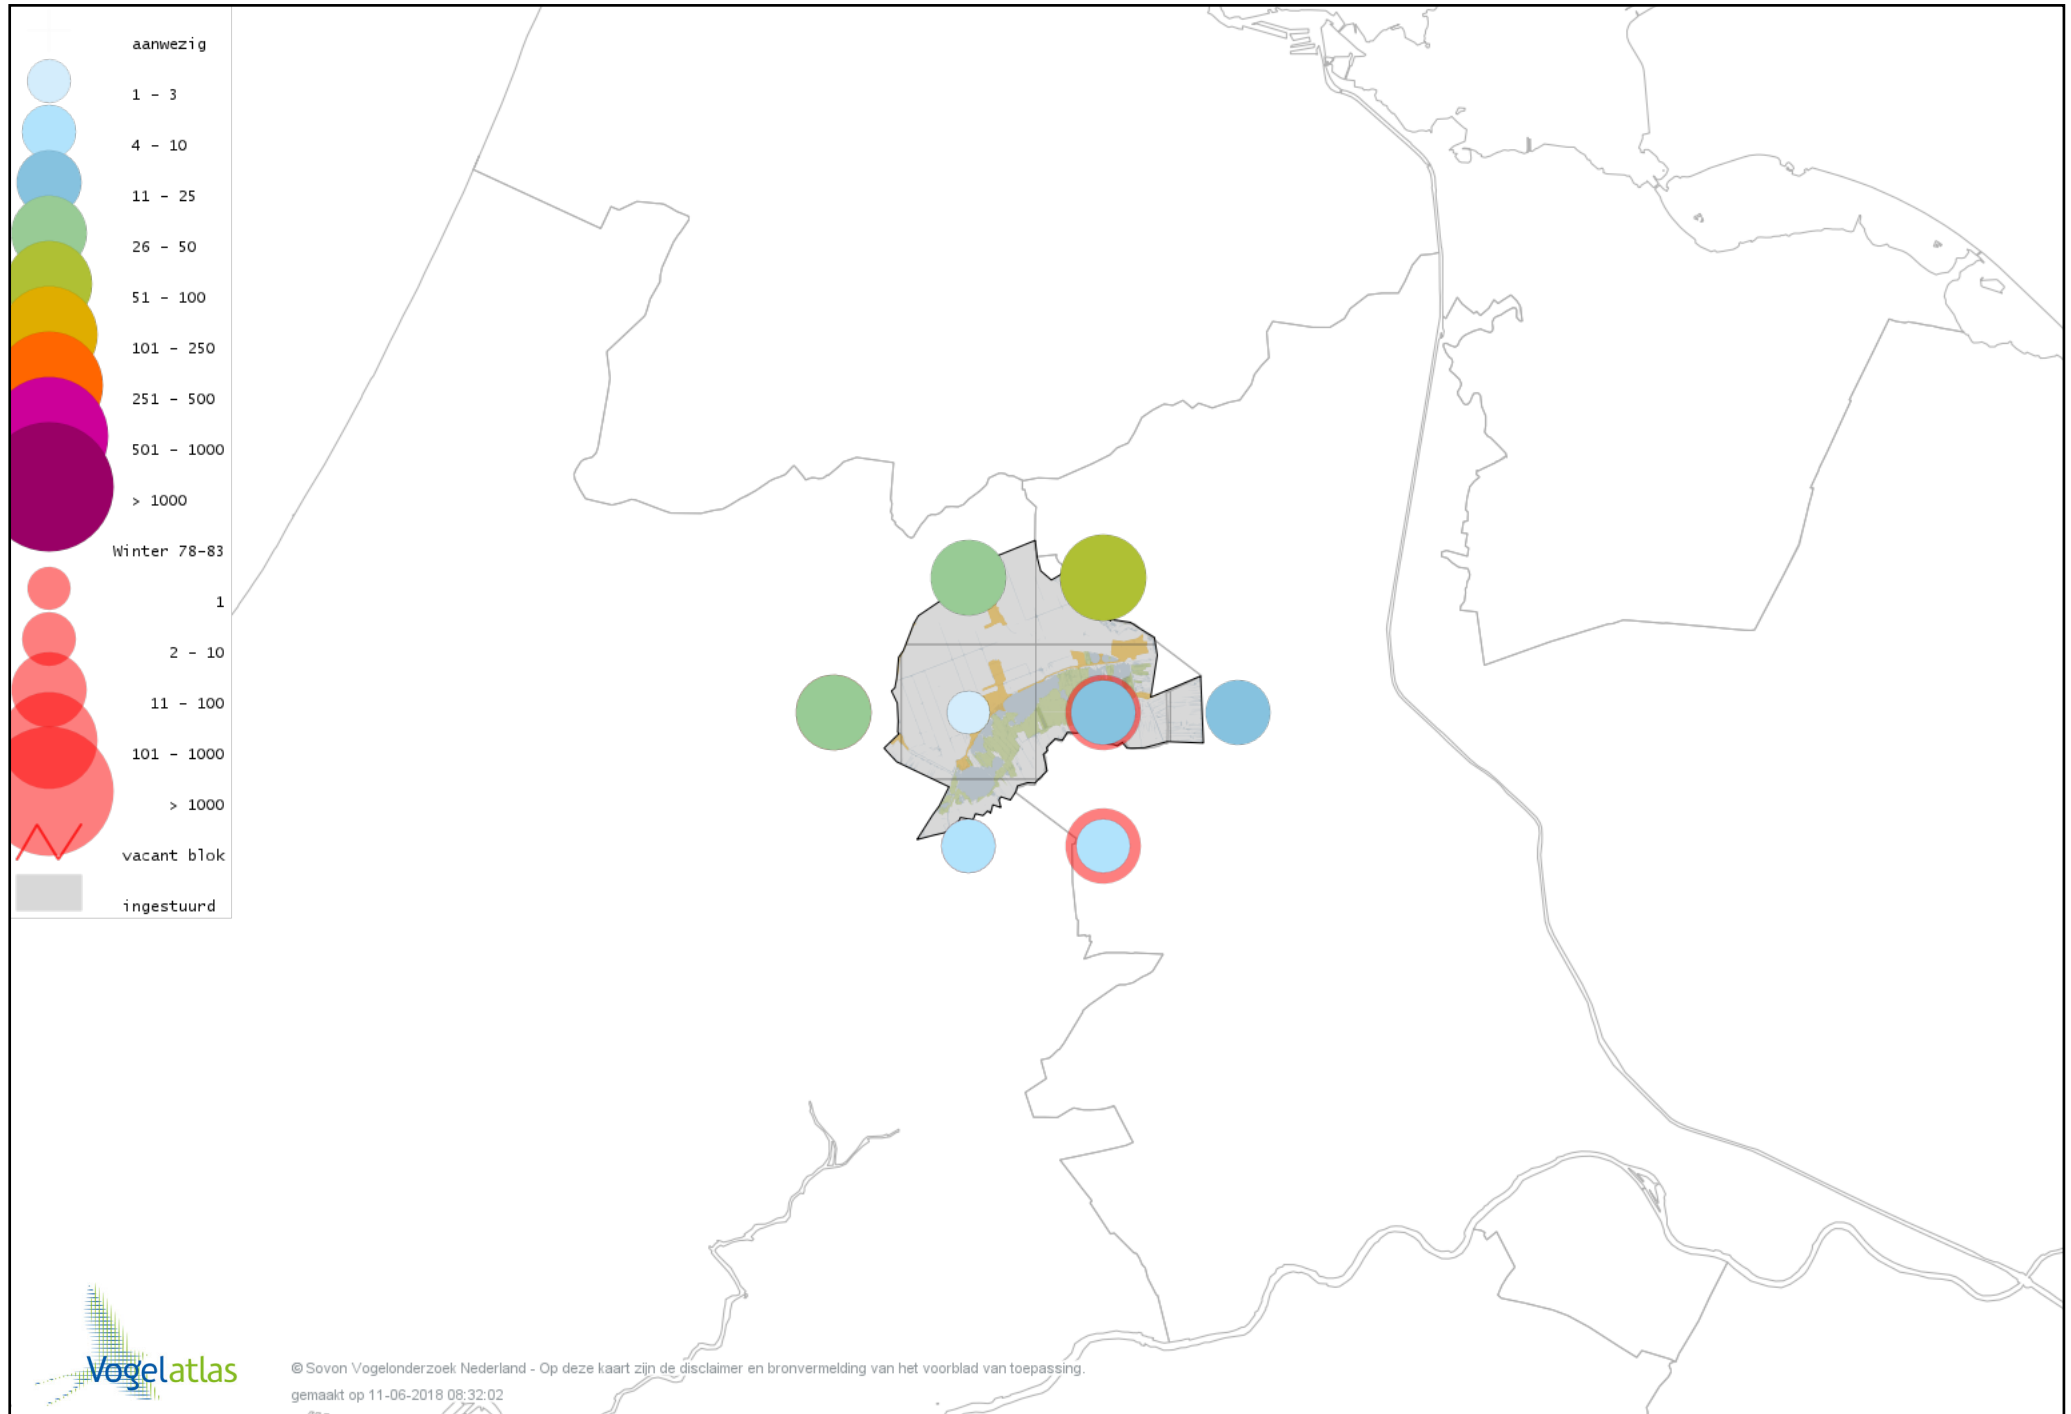 aanwezig
1 - 3
4 - 10
11 - 25
26 - 50
51 - 100
101 - 250
251 - 500
501 - 1000
> 1000
Winter 78-83
1
2 - 10
11 - 100
101 - 1000
> 1000
vacant blok
ingestuurd
Vogelatlas
© Sovon Vogelonderzoek Nederland - Op deze kaart zijn de disclaimer en bronvermelding van het voorblad van toepassing.
gemaakt op 11-06-2018 08:32:02